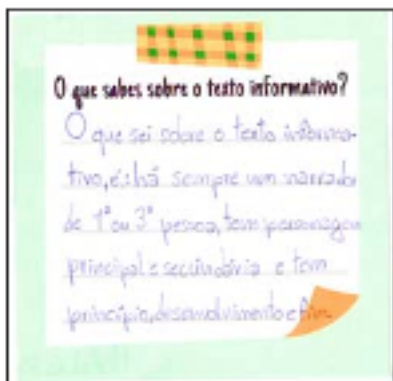 O que sabes sobre o texto informativo?
O que sei sobre o texto informa-
tivo, é: há sempre um narrador
de 1ª ou 3ª pessoa, tem personagem
principal e secundária e tem
princípio, desenvolvimento e fim.